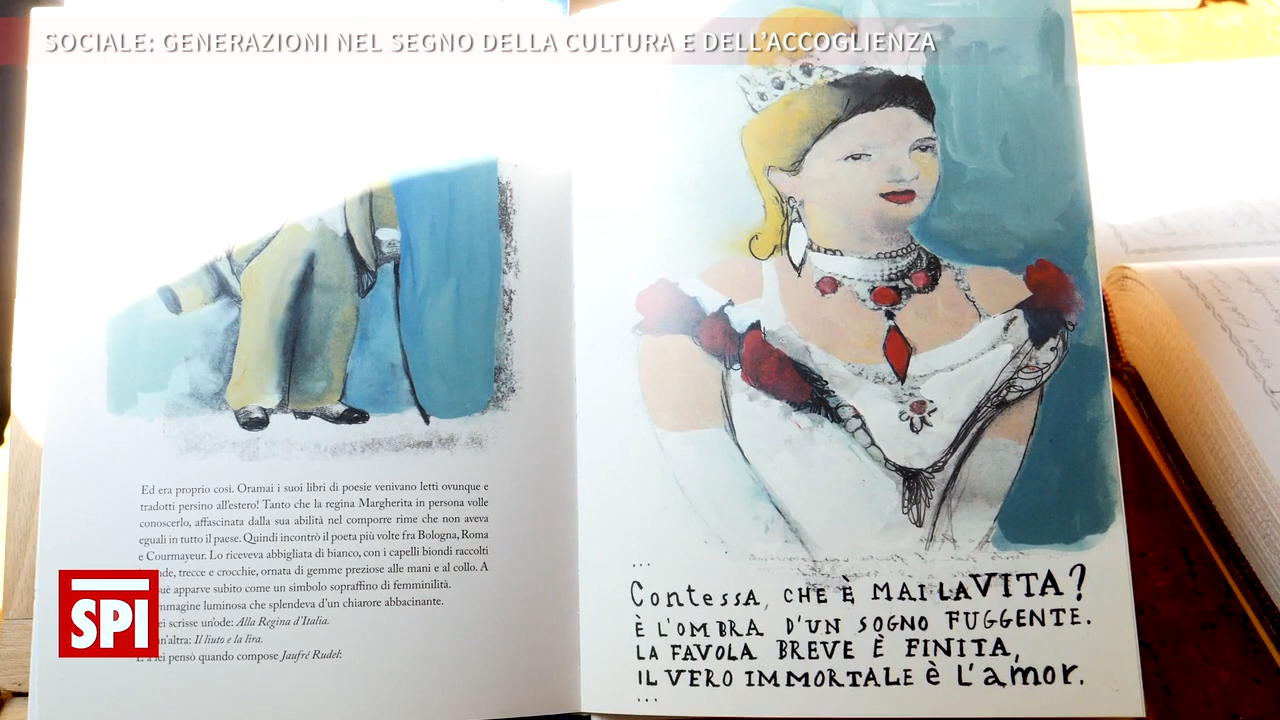 SOCIALE: GENERAZIONI NEL SEGNO DELLA CULTURA E DELL'ACCOGLIENZA
Ed era proprio così. Oramai i suoi libri di poesie venivano letti ovunque e
tradotti persino all'estero! Tanto che la regina Margherita in persona volle
conoscerlo, affascinata dalla sua abilità nel comporre rime che non aveva
eguali in tutto il paese. Quindi incontrò il poeta più volte fra Bologna, Roma
e Courmayeur. Lo riceveva abbigliata di bianco, con i capelli biondi raccolti
trecce e crocchie, ornata di gemme preziose alle mani e al collo. A
apparve subito come un simbolo sopraffino di femminilità.
immagine luminosa che splendeva d'un chiarore abbacinante.
scrisse un'ode: Alla Regina d'Italia.
un'altra: Il liuto e la lira.
E a lei pensò quando compose Jaufré Rudel:
SPI
...
Contessa, CHE È MAI LA VITA?
È L'OMBRA D'UN SOGNO FUGGENTE.
LA FAVOLA BREVE È FINITA,
IL VERO IMMORTALE è L'amor.
...